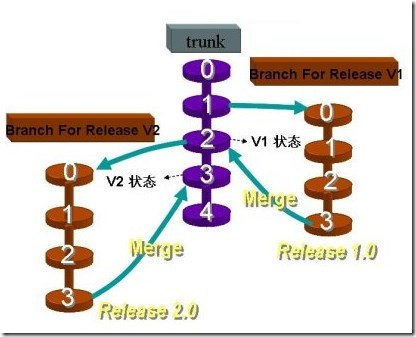 trunk
0
1
2
3
4
Branch For Release V1
0
1
2
3
Release 1.0
Branch For Release V2
0
1
2
3
Release 2.0
V1 状态
V2 状态
Merge
Merge